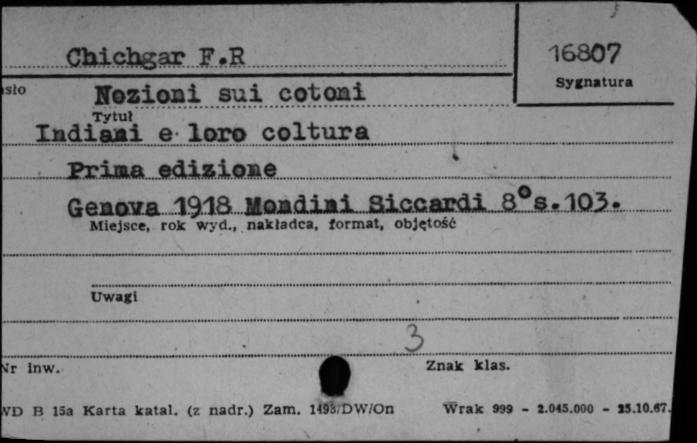 Chichgar F.R
16807
Sygnatura
asło Nozioni sui cotoni
Tytuł
Indiani e loro coltura
Prima edizione
Genova 1918 Mondini Siccardi 8° s. 103.
Miejsce, rok wyd., nakładca, format, objętość
Uwagi
3
Nr inw.
Znak klas.
WD B 15a Karta katal. (z nadr.) Zam. 1498/DW/On Wrak 999 - 2.045.000 - 25.10.67.